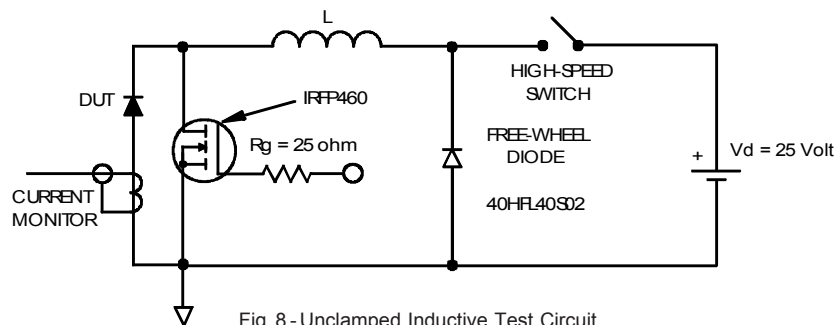 L
HIGH-SPEED
SWITCH
DUT
IRFP460
Rg = 25 ohm
FREE-WHEEL
DIODE
+
Vd = 25 Volt
40HFL40S02
CURRENT
MONITOR
Fig. 8 - Unclamped Inductive Test Circuit